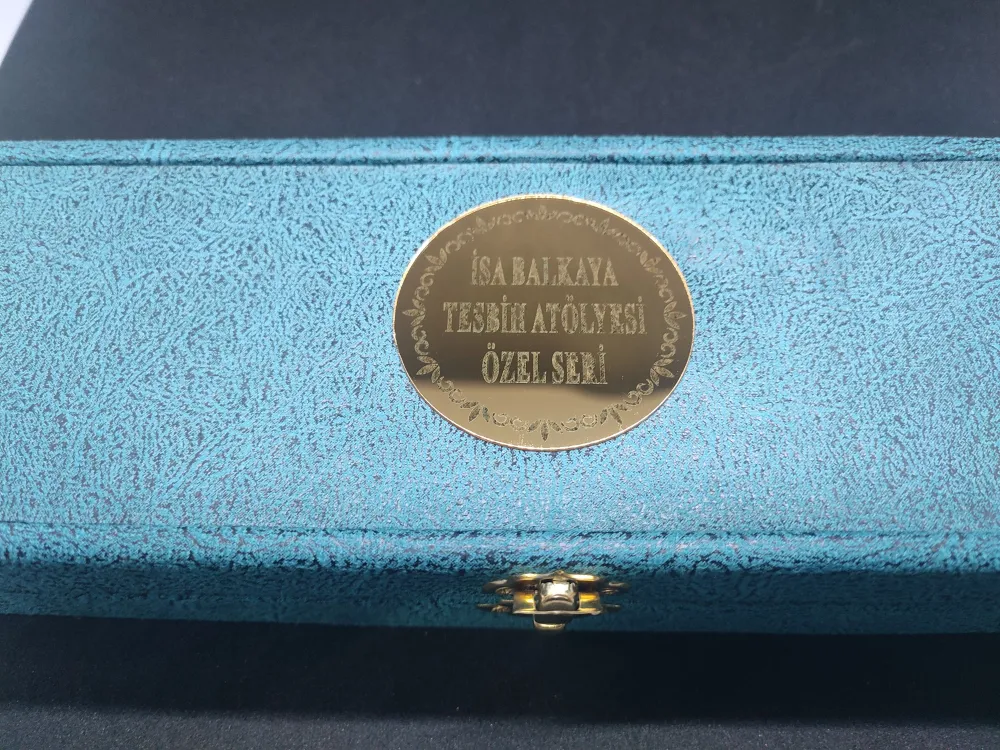 İSA BALKAYA
TESBİH ATÖLYESİ
ÖZEL SERİ